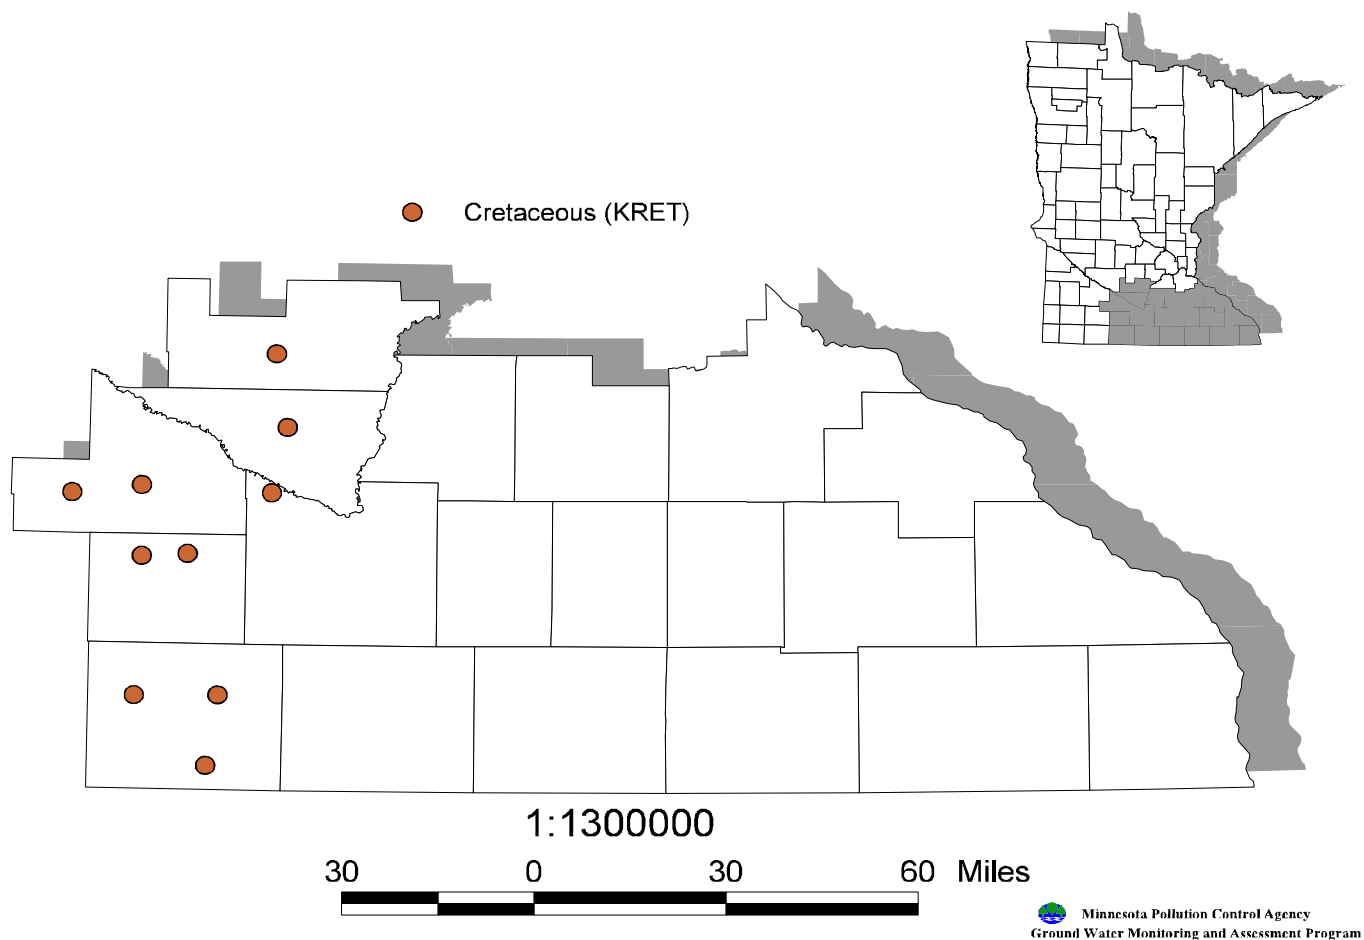 Cretaceous (KRET)
1:1300000
30 0 30 60 Miles
Minnesota Pollution Control Agency
Ground Water Monitoring and Assessment Program